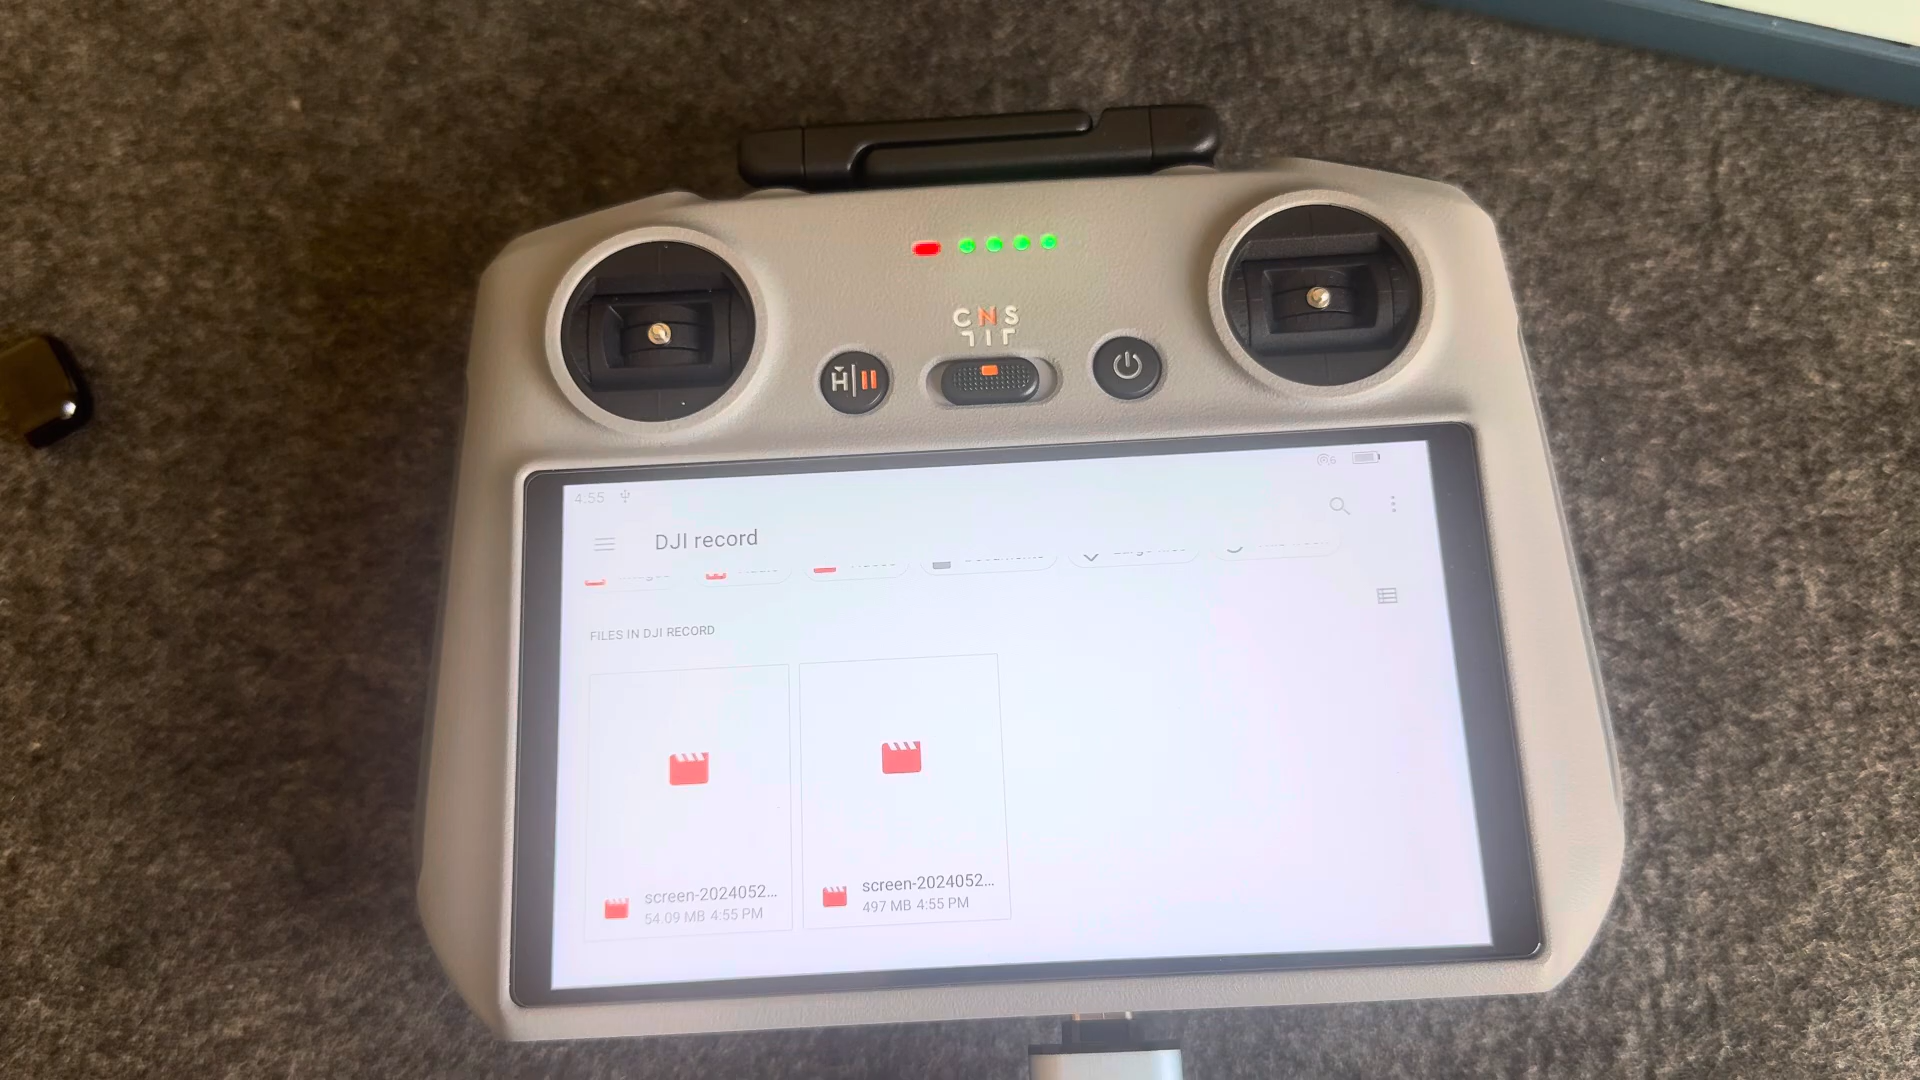 C N S
H
4:55
6
DJI record
FILES IN DJI RECORD
screen-2024052...
54.09 MB 4:55 PM
screen-2024052...
497 MB 4:55 PM